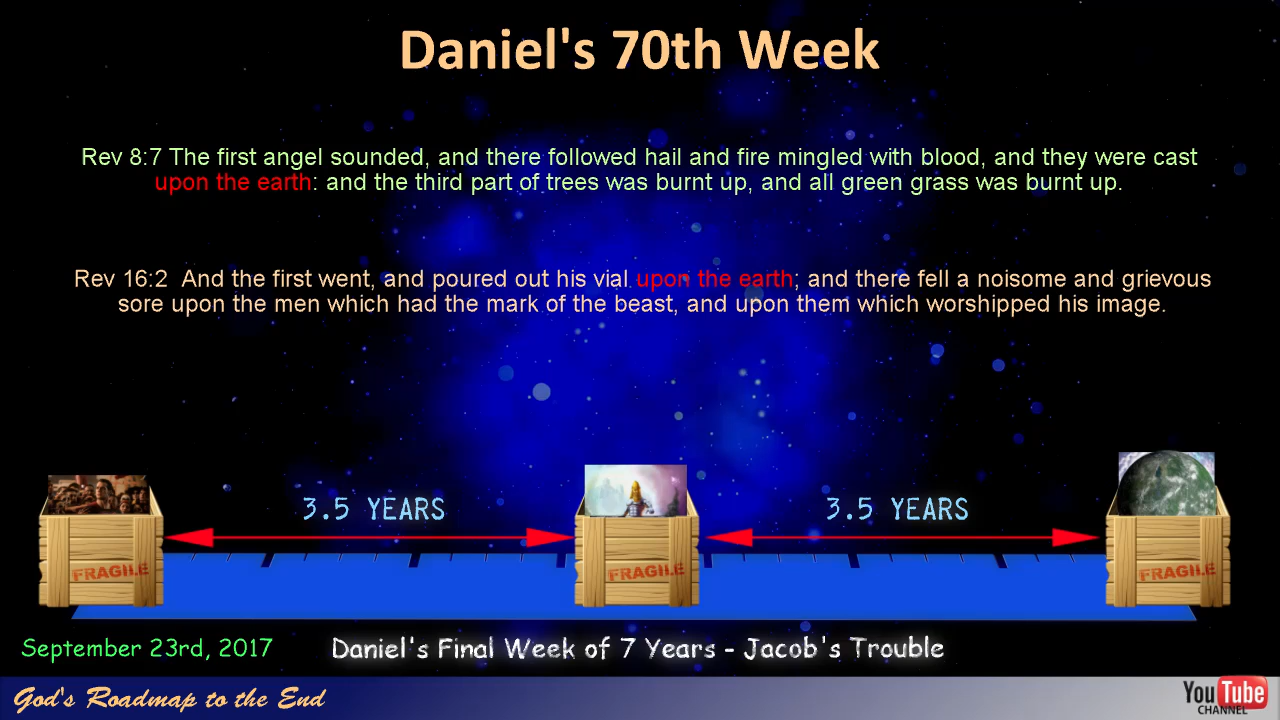 Daniel's 70th Week
Rev 8:7 The first angel sounded, and there followed hail and fire mingled with blood, and they were cast
upon the earth: and the third part of trees was burnt up, and all green grass was burnt up.
Rev 16:2  And the first went, and poured out his vial upon the earth; and there fell a noisome and grievous
sore upon the men which had the mark of the beast, and upon them which worshipped his image.
3.5 YEARS
3.5 YEARS
FRAGILE
FRAGILE
FRAGILE
September 23rd, 2017
Daniel's Final Week of 7 Years - Jacob's Trouble
God's Roadmap to the End
YouTube
CHANNEL